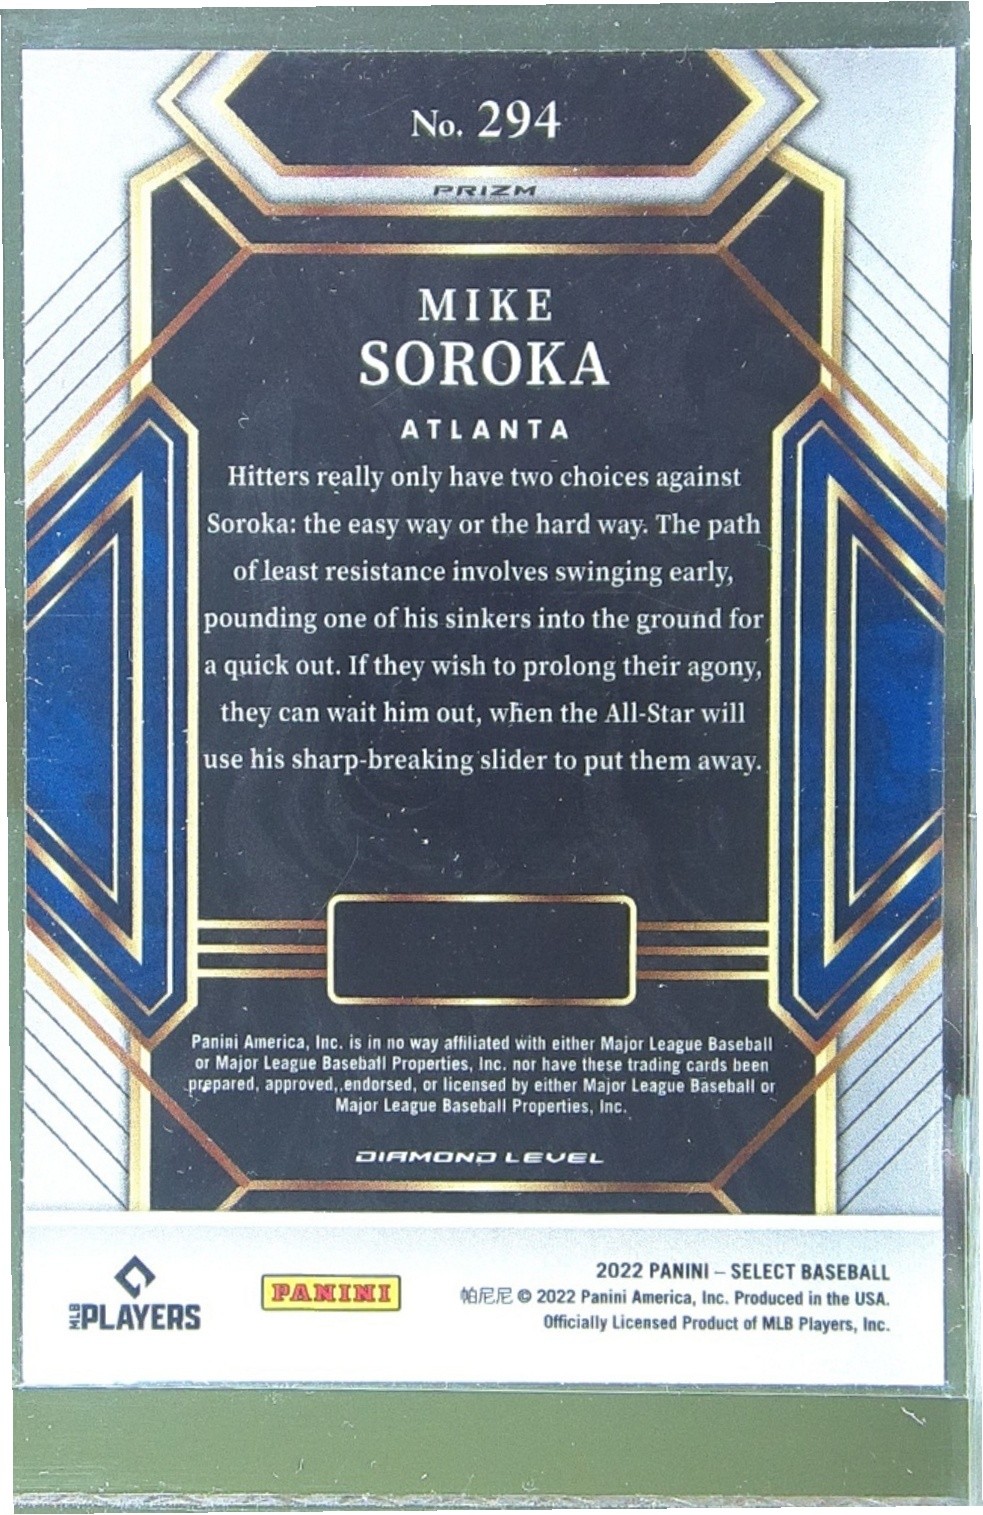 No. 294
PRIZM
MIKE
SOROKA
ATLANTA
Hitters really only have two choices against
Soroka: the easy way or the hard way. The path
of least resistance involves swinging early,
pounding one of his sinkers into the ground for
a quick out. If they wish to prolong their agony,
they can wait him out, when the All-Star will
use his sharp-breaking slider to put them away.
Panini America, Inc. is in no way affiliated with either Major League Baseball
or Major League Baseball Properties, Inc. nor have these trading cards been
prepared, approved, endorsed, or licensed by either Major League Baseball or
Major League Baseball Properties, Inc.
DIAMOND LEVEL
MLB PLAYERS
PANINI
2022 PANINI – SELECT BASEBALL
帕尼尼 © 2022 Panini America, Inc. Produced in the USA.
Officially Licensed Product of MLB Players, Inc.